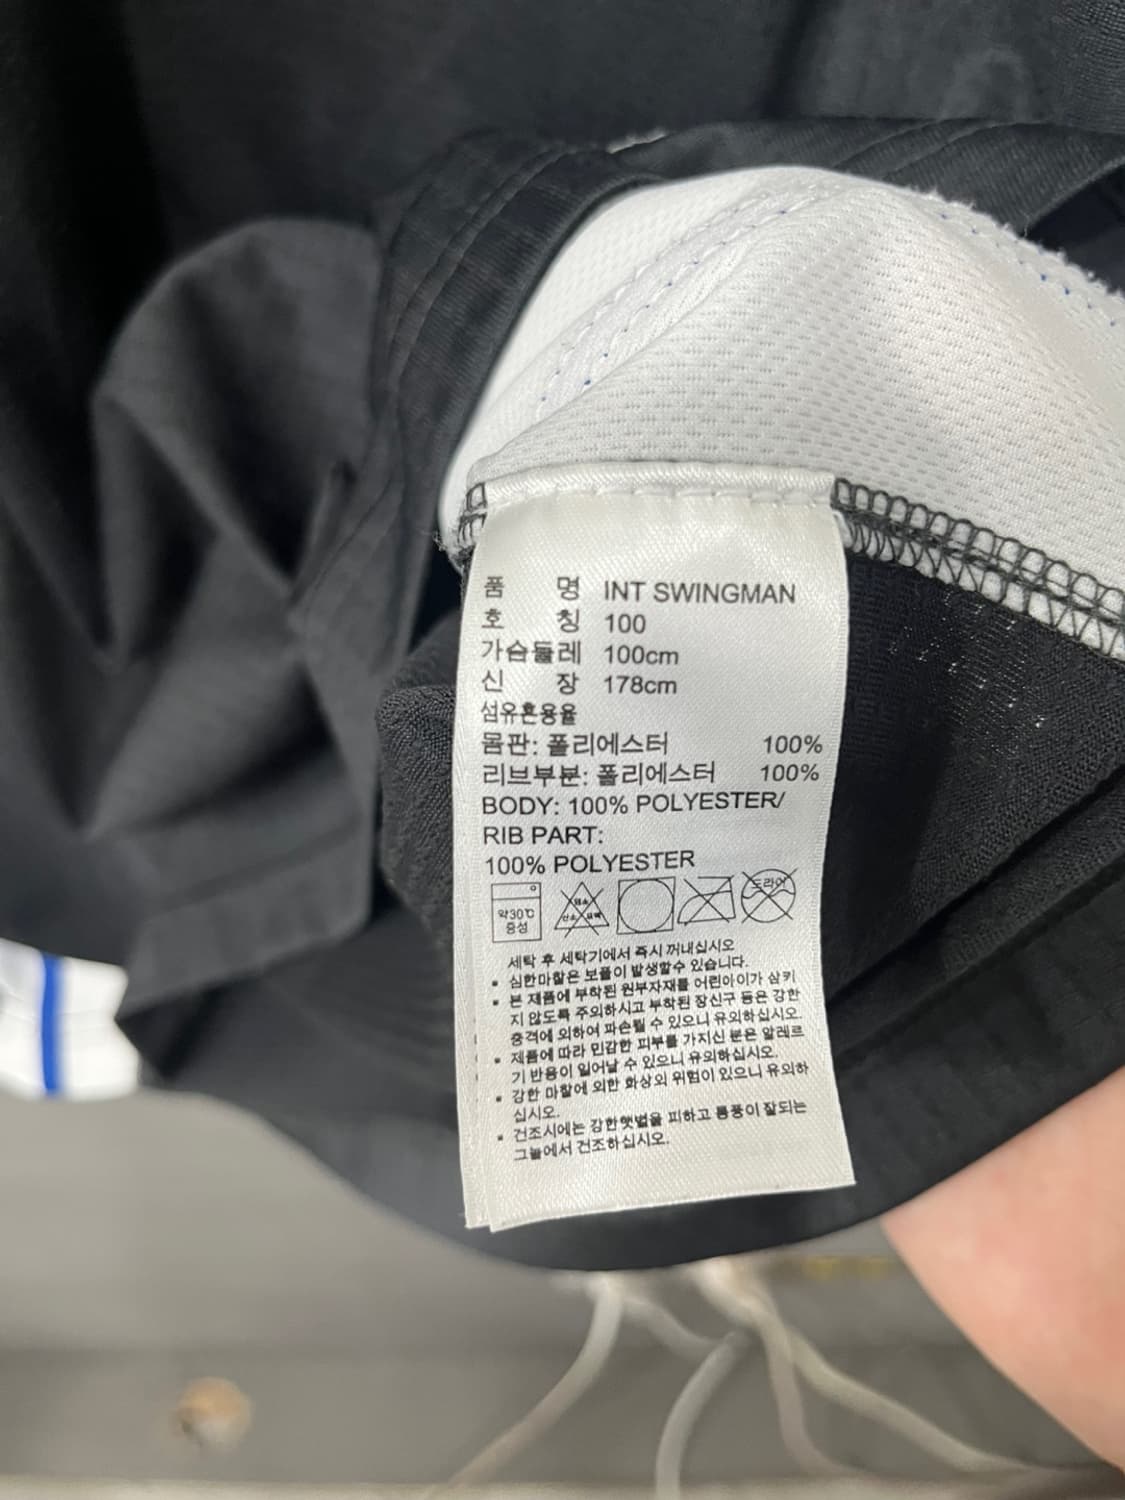 품 명 INT SWINGMAN
호 칭 100
가슴둘레 100cm
신 장 178cm
섬유혼용율
몸판: 폴리에스터 100%
리브부분: 폴리에스터 100%
BODY: 100% POLYESTER/
RIB PART:
100% POLYESTER
약30℃
중성
염소
산소 표백
드라이
세탁 후 세탁기에서 즉시 꺼내십시오
▪ 심한마찰은 보풀이 발생할수 있습니다.
▪ 본 제품에 부착된 원부자재를 어린아이가 삼키
지 않도록 주의하시고 부착된 장신구 등은 강한
충격에 의하여 파손될 수 있으니 유의하십시오.
▪ 제품에 따라 민감한 피부를 가지신 분은 알레르
기 반응이 일어날 수 있으니 유의하십시오.
▪ 강한 마찰에 의한 화상의 위험이 있으니 유의하
십시오.
▪ 건조시에는 강한햇볕을 피하고 통풍이 잘되는
그늘에서 건조하십시오.